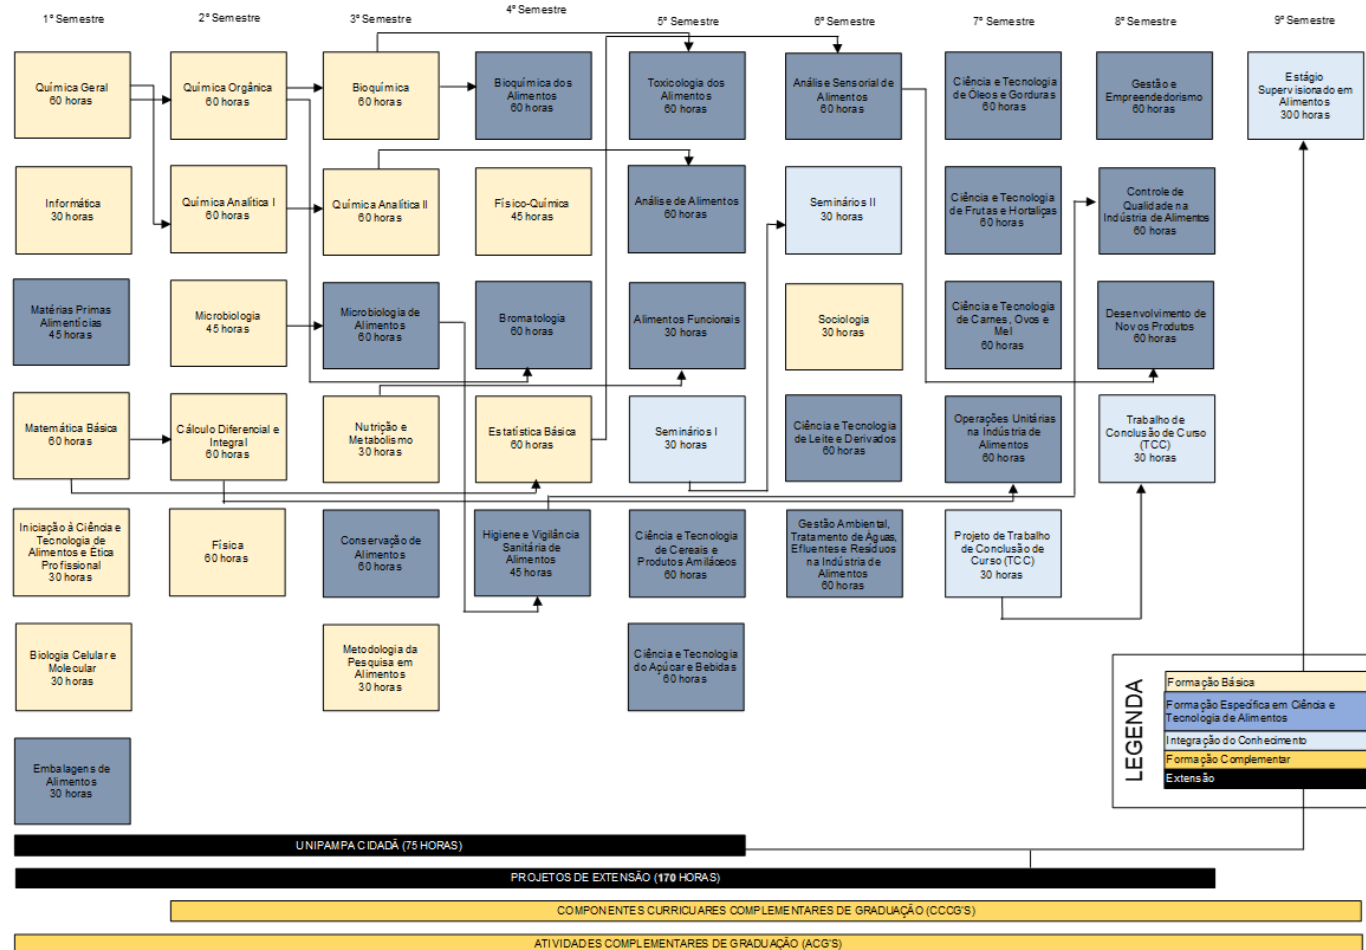 1º Semestre
2º Semestre
3º Semestre
4º Semestre
5º Semestre
6º Semestre
7º Semestre
8º Semestre
9º Semestre
Química Geral
60 horas
Química Orgânica
60 horas
Bioquímica
60 horas
Bioquímica dos
Alimentos
60 horas
Toxicologia dos
Alimentos
60 horas
Análise Sensorial de
Alimentos
60 horas
Ciência e Tecnologia
de Óleos e Gorduras
60 horas
Gestão e
Empreendedorismo
60 horas
Estágio
Supervisionado em
Alimentos
300 horas
Informática
30 horas
Química Analítica I
60 horas
Química Analítica II
60 horas
Físico-Química
45 horas
Análise de Alimentos
60 horas
Seminários II
30 horas
Ciência e Tecnologia
de Frutas e Hortaliças
60 horas
Controle de
Qualidade na
Indústria de Alimentos
60 horas
Matérias Primas
Alimentícias
45 horas
Microbiologia
45 horas
Microbiologia de
Alimentos
60 horas
Bromatologia
60 horas
Alimentos Funcionais
30 horas
Sociologia
30 horas
Ciência e Tecnologia
de Carnes, Ovos e
Mel
60 horas
Desenvolvimento de
Novos Produtos
60 horas
Matemática Básica
60 horas
Cálculo Diferencial e
Integral
60 horas
Nutrição e
Metabolismo
30 horas
Estatística Básica
60 horas
Seminários I
30 horas
Ciência e Tecnologia
de Leite e Derivados
60 horas
Operações Unitárias
na Indústria de
Alimentos
60 horas
Trabalho de
Conclusão de Curso
(TCC)
30 horas
Iniciação à Ciência e
Tecnologia de
Alimentos e Ética
Profissional
30 horas
Física
60 horas
Conservação de
Alimentos
60 horas
Higiene e Vigilância
Sanitária de
Alimentos
45 horas
Ciência e Tecnologia
de Cereais e
Produtos Amiláceos
60 horas
Gestão Ambiental,
Tratamento de Águas,
Efluentes e Resíduos
na Indústria de
Alimentos
60 horas
Projeto de Trabalho
de Conclusão de
Curso (TCC)
30 horas
Biologia Celular e
Molecular
30 horas
Metodologia da
Pesquisa em
Alimentos
30 horas
Ciência e Tecnologia
do Açúcar e Bebidas
60 horas
Embalagens de
Alimentos
30 horas
LEGENDA
Formação Básica
Formação Específica em Ciência e
Tecnologia de Alimentos
Integração do Conhecimento
Formação Complementar
Extensão
UNIPAMPA CIDADÃ (75 HORAS)
PROJETOS DE EXTENSÃO (170 HORAS)
COMPONENTES CURRICULARES COMPLEMENTARES DE GRADUAÇÃO (CCCG'S)
ATIVIDADES COMPLEMENTARES DE GRADUAÇÃO (ACG'S)